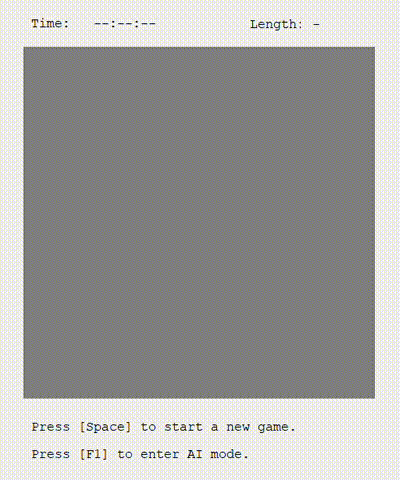 Time: --:--:-- Length: -
Press [Space] to start a new game.
Press [F1] to enter AI mode.